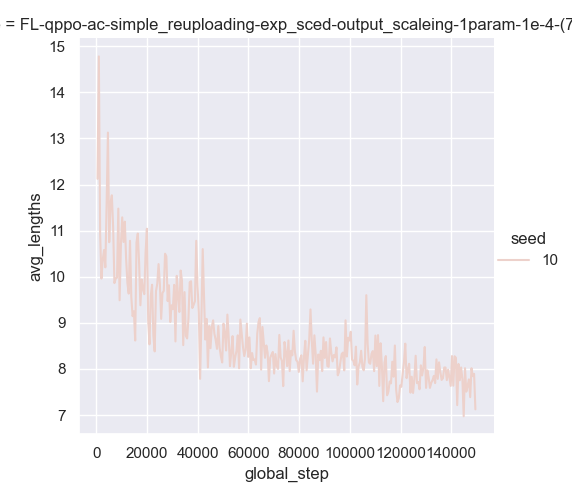 = FL-qppo-ac-simple_reuploading-exp_sced-output_scaleing-1param-1e-4-(7
15
14
13
12
11
10
9
8
7
avg_lengths
0 20000 40000 60000 80000 100000 120000 140000
global_step
seed
10